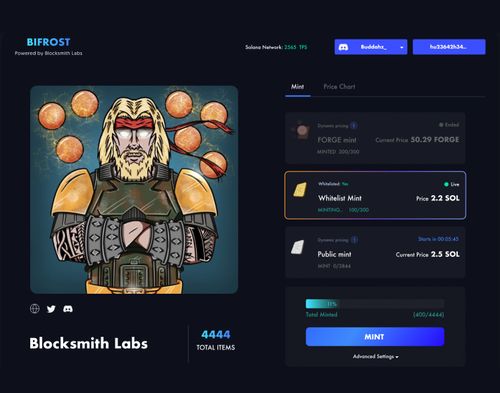 BIFROST
Powered by Blocksmith Labs
Solana Network: 2565 TPS
Buddahz_
hu23642h34..
Mint
Price Chart
Dynamic pricing
Ended
FORGE mint
Current Price 50.29 FORGE
MINTED 300/300
Whitelisted: Yes
Live
Whitelist Mint
Price 2.2 SOL
MINTING... 100/300
Dynamic pricing
Starts in 00:05:45
Public mint
Current Price 2.5 SOL
MINT 0/3844
11%
Total Minted
(400/4444)
MINT
Advanced Settings
Blocksmith Labs
4444
TOTAL ITEMS